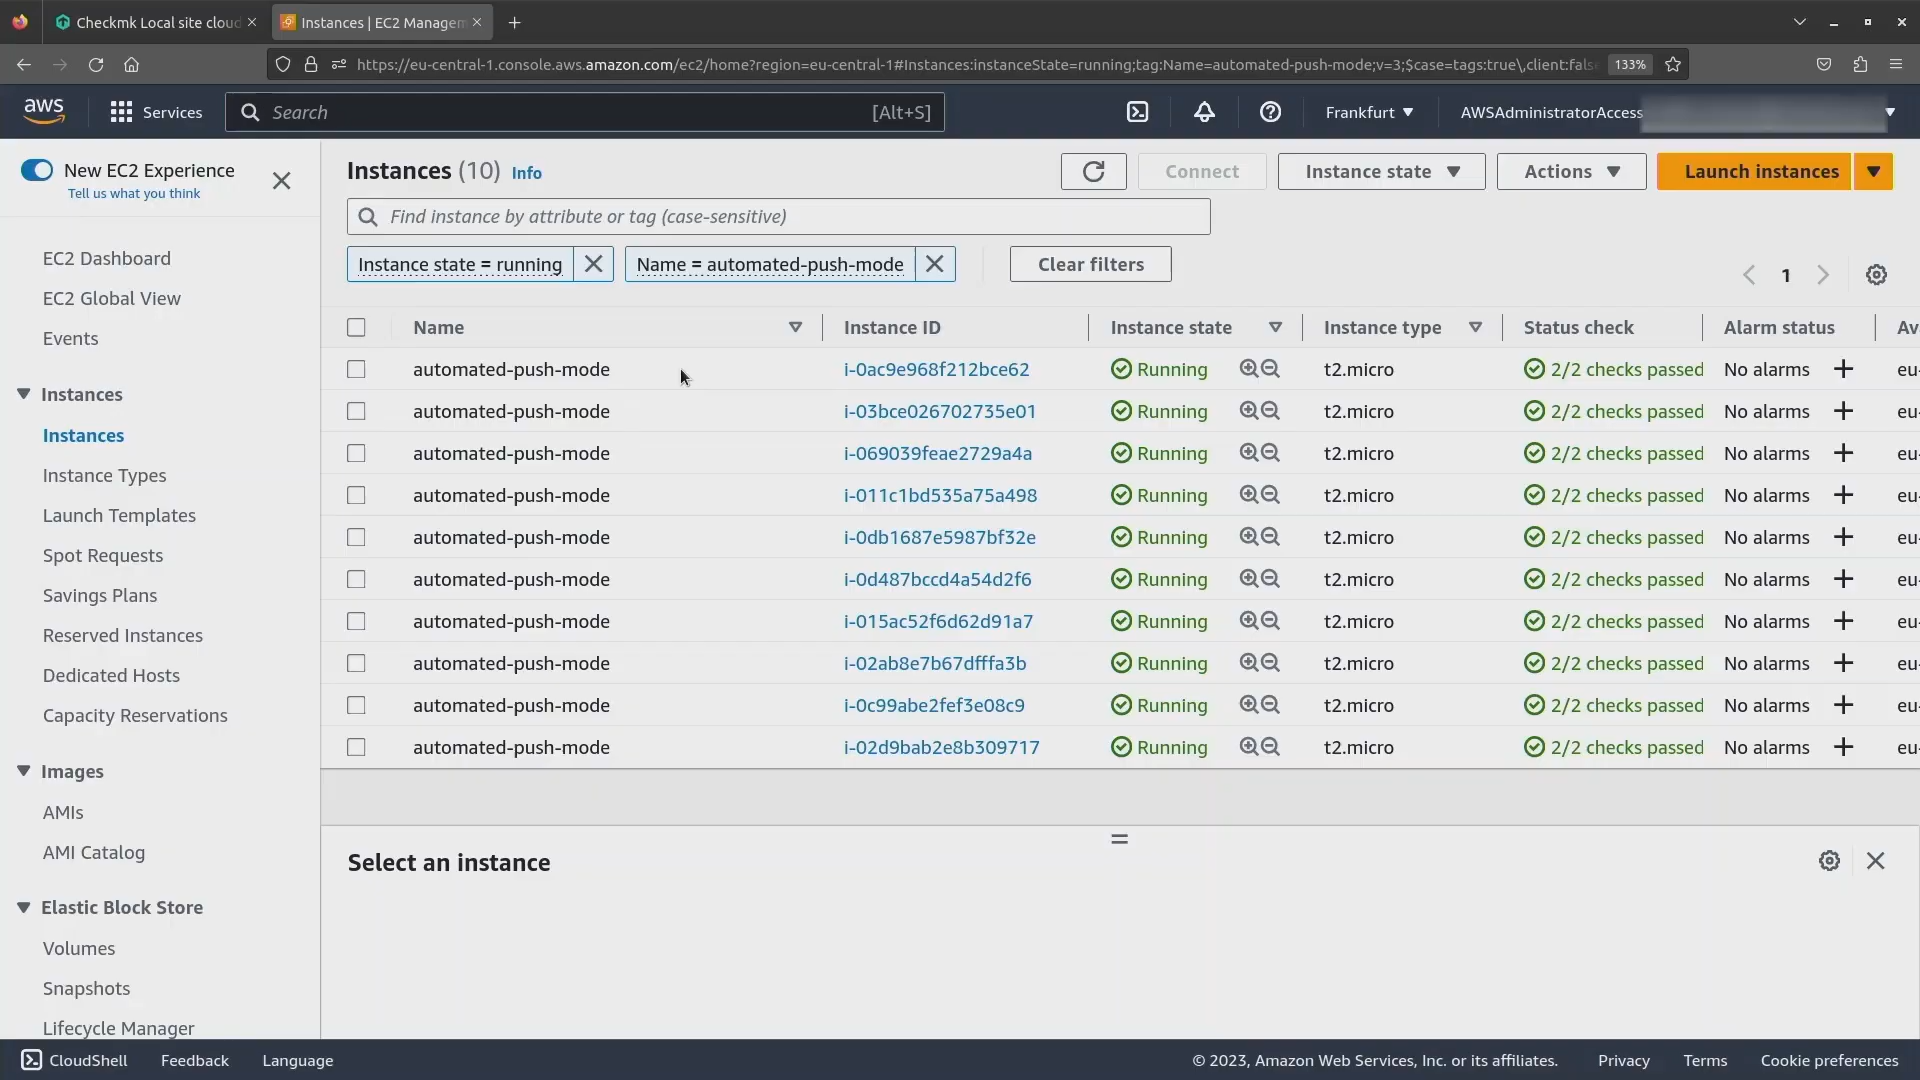 Checkmk Local site cloud
Instances | EC2 Managem
https://eu-central-1.console.aws.amazon.com/ec2/home?region=eu-central-1#Instances:instanceState=running;tag:Name=automated-push-mode;v=3;$case=tags:true\,client:fals
133%
aws
Services
Search
[Alt+S]
Frankfurt
AWSAdministratorAccess
New EC2 Experience
Tell us what you think
EC2 Dashboard
EC2 Global View
Events
Instances
Instances
Instance Types
Launch Templates
Spot Requests
Savings Plans
Reserved Instances
Dedicated Hosts
Capacity Reservations
Images
AMIs
AMI Catalog
Elastic Block Store
Volumes
Snapshots
Lifecycle Manager
Instances (10) Info
Connect
Instance state
Actions
Launch instances
Find instance by attribute or tag (case-sensitive)
Instance state = running
Name = automated-push-mode
Clear filters
1
Name Instance ID Instance state Instance type Status check Alarm status Av
automated-push-mode i-0ac9e968f212bce62 Running t2.micro 2/2 checks passed No alarms eu-
automated-push-mode i-03bce026702735e01 Running t2.micro 2/2 checks passed No alarms eu-
automated-push-mode i-069039feae2729a4a Running t2.micro 2/2 checks passed No alarms eu-
automated-push-mode i-011c1bd535a75a498 Running t2.micro 2/2 checks passed No alarms eu-
automated-push-mode i-0db1687e5987bf32e Running t2.micro 2/2 checks passed No alarms eu-
automated-push-mode i-0d487bccd4a54d2f6 Running t2.micro 2/2 checks passed No alarms eu-
automated-push-mode i-015ac52f6d62d91a7 Running t2.micro 2/2 checks passed No alarms eu-
automated-push-mode i-02ab8e7b67dfffa3b Running t2.micro 2/2 checks passed No alarms eu-
automated-push-mode i-0c99abe2fef3e08c9 Running t2.micro 2/2 checks passed No alarms eu-
automated-push-mode i-02d9bab2e8b309717 Running t2.micro 2/2 checks passed No alarms eu-
Select an instance
CloudShell
Feedback
Language
© 2023, Amazon Web Services, Inc. or its affiliates.
Privacy
Terms
Cookie preferences